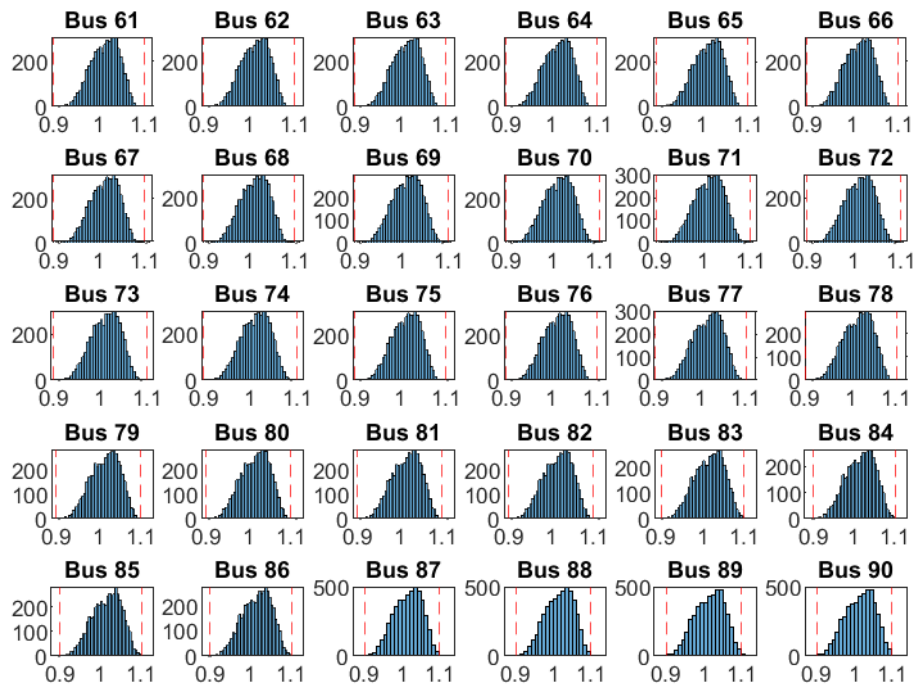 Bus 61 Bus 62 Bus 63 Bus 64 Bus 65 Bus 66
200 200 200 200 200 200
0 0 0 0 0 0
0.9 1 1.1 0.9 1 1.1 0.9 1 1.1 0.9 1 1.1 0.9 1 1.1 0.9 1 1.1
Bus 67 Bus 68 Bus 69 Bus 70 Bus 71 Bus 72
300
200 200 200 200 200 200
100 100
0 0 0 0 0 0
0.9 1 1.1 0.9 1 1.1 0.9 1 1.1 0.9 1 1.1 0.9 1 1.1 0.9 1 1.1
Bus 73 Bus 74 Bus 75 Bus 76 Bus 77 Bus 78
300
200 200 200 200 200 200
100
0 0 0 0 0 0
0.9 1 1.1 0.9 1 1.1 0.9 1 1.1 0.9 1 1.1 0.9 1 1.1 0.9 1 1.1
Bus 79 Bus 80 Bus 81 Bus 82 Bus 83 Bus 84
200 200 200 200 200 200
100 100 100 100 100 100
0 0 0 0 0 0
0.9 1 1.1 0.9 1 1.1 0.9 1 1.1 0.9 1 1.1 0.9 1 1.1 0.9 1 1.1
Bus 85 Bus 86 Bus 87 Bus 88 Bus 89 Bus 90
500 500 500 500
200 200
100 100
0 0 0 0 0 0
0.9 1 1.1 0.9 1 1.1 0.9 1 1.1 0.9 1 1.1 0.9 1 1.1 0.9 1 1.1